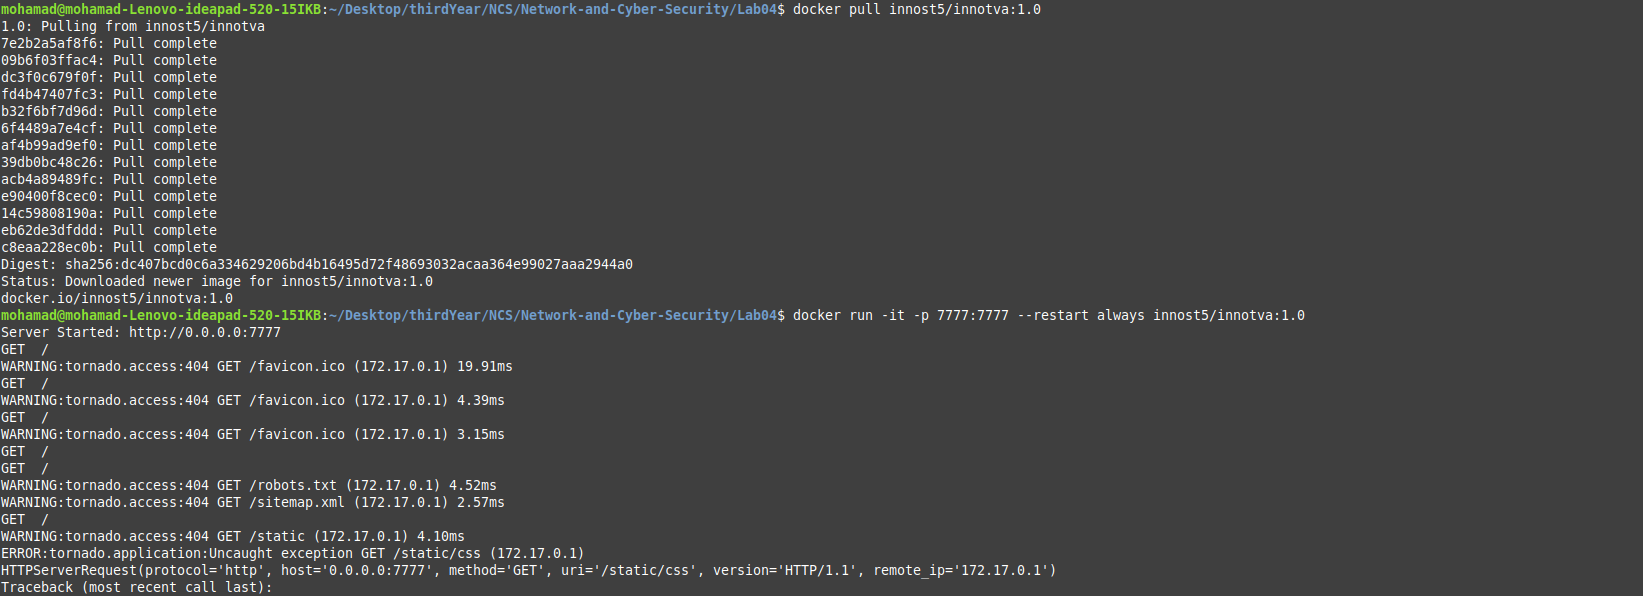 mohamad@mohamad-Lenovo-ideapad-520-15IKB:~/Desktop/thirdYear/NCS/Network-and-Cyber-Security/Lab04$ docker pull innost5/innotva:1.0
1.0: Pulling from innost5/innotva
7e2b2a5af8f6: Pull complete
09b6f03ffac4: Pull complete
dc3f0c679f0f: Pull complete
fd4b47407fc3: Pull complete
b32f6bf7d96d: Pull complete
6f4489a7e4cf: Pull complete
af4b99ad9ef0: Pull complete
39db0bc48c26: Pull complete
acb4a89489fc: Pull complete
e90400f8cec0: Pull complete
14c59808190a: Pull complete
eb62de3dfddd: Pull complete
c8eaa228ec0b: Pull complete
Digest: sha256:dc407bcd0c6a334629206bd4b16495d72f48693032acaa364e99027aaa2944a0
Status: Downloaded newer image for innost5/innotva:1.0
docker.io/innost5/innotva:1.0
mohamad@mohamad-Lenovo-ideapad-520-15IKB:~/Desktop/thirdYear/NCS/Network-and-Cyber-Security/Lab04$ docker run -it -p 7777:7777 --restart always innost5/innotva:1.0
Server Started: http://0.0.0.0:7777
GET  /
WARNING:tornado.access:404 GET /favicon.ico (172.17.0.1) 19.91ms
GET  /
WARNING:tornado.access:404 GET /favicon.ico (172.17.0.1) 4.39ms
GET  /
WARNING:tornado.access:404 GET /favicon.ico (172.17.0.1) 3.15ms
GET  /
GET  /
WARNING:tornado.access:404 GET /robots.txt (172.17.0.1) 4.52ms
WARNING:tornado.access:404 GET /sitemap.xml (172.17.0.1) 2.57ms
GET  /
WARNING:tornado.access:404 GET /static (172.17.0.1) 4.10ms
ERROR:tornado.application:Uncaught exception GET /static/css (172.17.0.1)
HTTPServerRequest(protocol='http', host='0.0.0.0:7777', method='GET', uri='/static/css', version='HTTP/1.1', remote_ip='172.17.0.1')
Traceback (most recent call last):